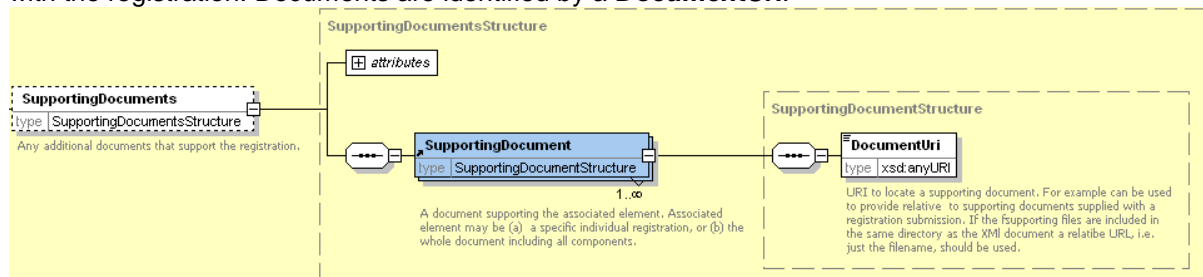 with the registration. Documents are identified by a DocumentUri
SupportingDocumentsStructure
attributes
SupportingDocuments
type SupportingDocumentsStructure
Any additional documents that support the registration.
SupportingDocument
type SupportingDocumentStructure
1..∞
A document supporting the associated element. Associated
element may be (a) a specific individual registration, or (b) the
whole document including all components.
SupportingDocumentStructure
DocumentUri
type xsd:anyURI
URI to locate a supporting document. For example can be used
to provide relative to supporting documents supplied with a
registration submission. If the fsupporting files are included in
the same directory as the XMl document a relatibe URL, i.e.
just the filename, should be used.